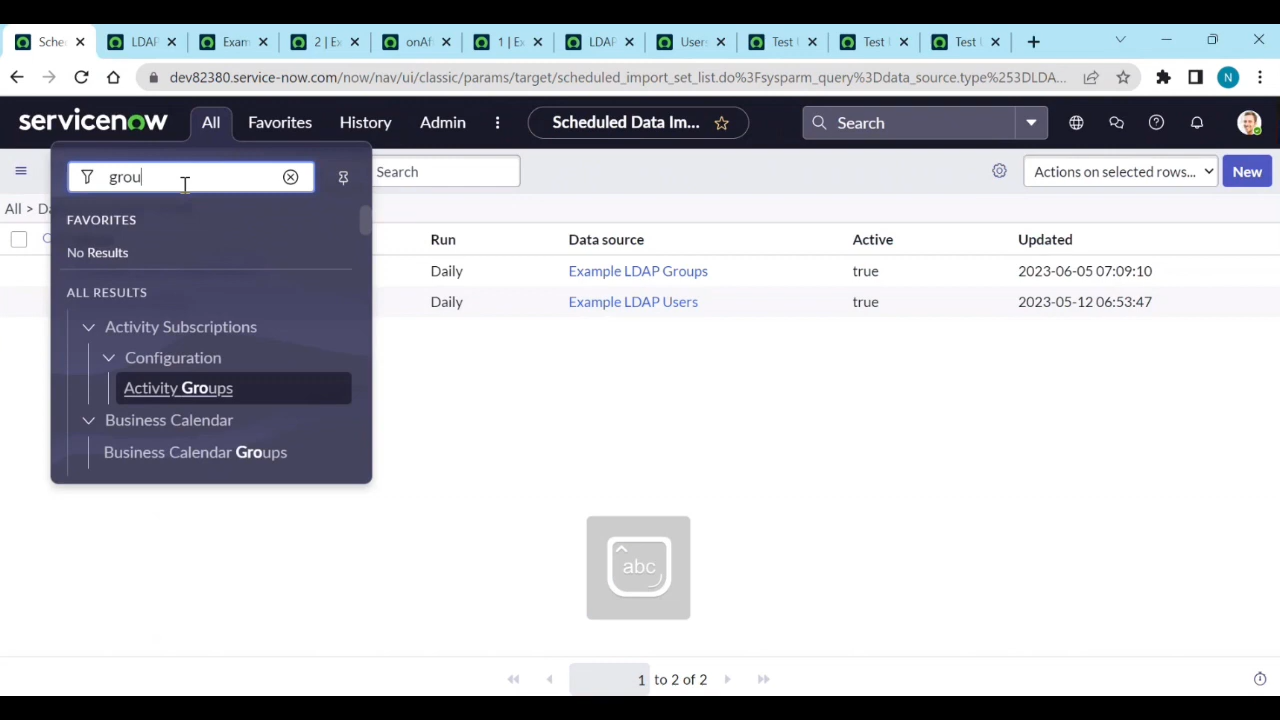 Sche
LDAP
Exam
2 | Ex
onAf
1 | Ex
LDAP
Users
Test
Test
Test
dev82380.service-now.com/now/nav/ui/classic/params/target/scheduled_import_set_list.do%3Fsysparm_query%3Ddata_source.type%253DLDA...
N
servicenow
All
Favorites
History
Admin
Scheduled Data Im...
Search
grou
Search
Actions on selected rows...
New
All >
FAVORITES
No Results
ALL RESULTS
Activity Subscriptions
Configuration
Activity Groups
Business Calendar
Business Calendar Groups
Run
Data source
Active
Updated
Daily
Example LDAP Groups
true
2023-06-05 07:09:10
Daily
Example LDAP Users
true
2023-05-12 06:53:47
abc
1 to 2 of 2